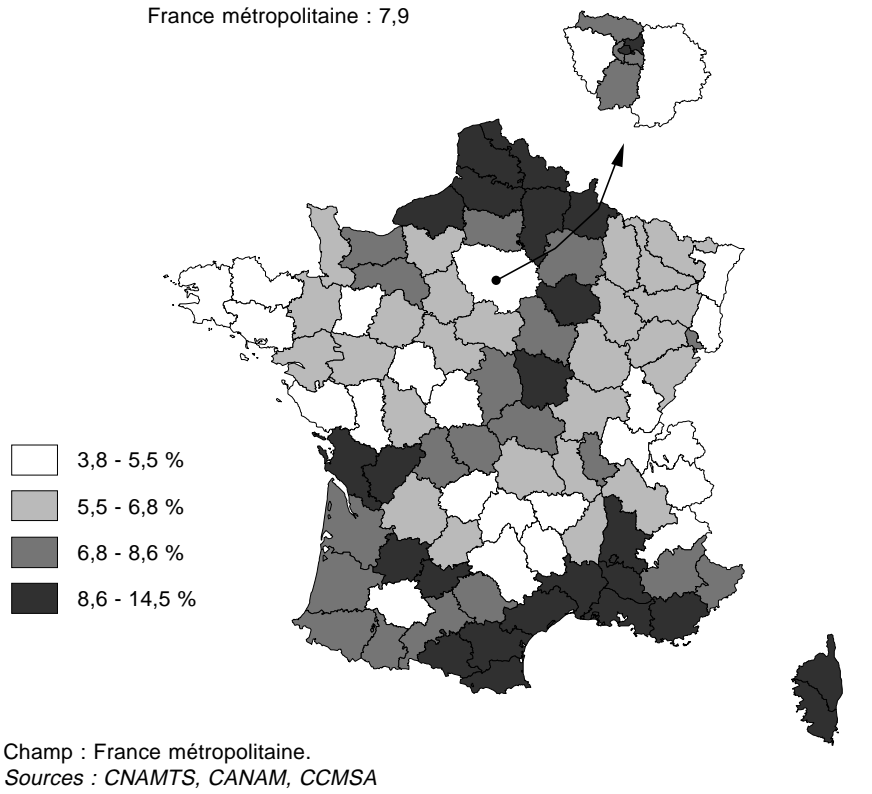 France métropolitaine : 7,9
3,8 - 5,5 %
5,5 - 6,8 %
6,8 - 8,6 %
8,6 - 14,5 %
Champ : France métropolitaine.
Sources : CNAMTS, CANAM, CCMSA